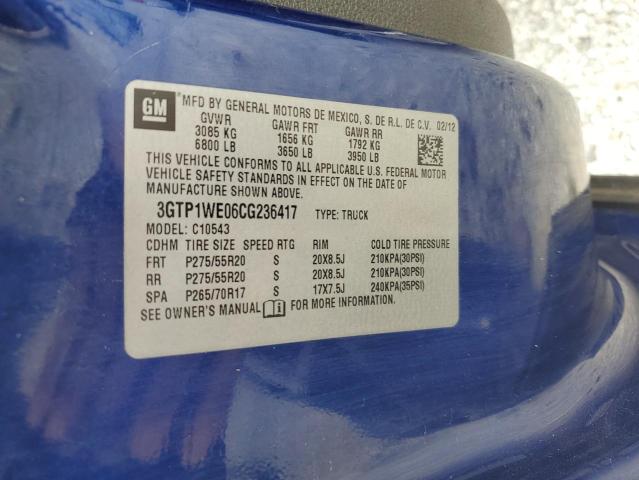 GM
*MFD BY GENERAL MOTORS DE MEXICO, S. DE R.L. DE C.V. 02/12
GVWR GAWR FRT GAWR RR
3085 KG 1656 KG 1792 KG
6800 LB 3650 LB 3950 LB
THIS VEHICLE CONFORMS TO ALL APPLICABLE U.S. FEDERAL MOTOR
VEHICLE SAFETY STANDARDS IN EFFECT ON THE DATE OF
MANUFACTURE SHOWN ABOVE.
3GTP1WE06CG236417 TYPE: TRUCK
MODEL: C10543
CDHM TIRE SIZE SPEED RTG RIM COLD TIRE PRESSURE
FRT P275/55R20 S 20X8.5J 210KPA(30PSI)
RR P275/55R20 S 20X8.5J 210KPA(30PSI)
SPA P265/70R17 S 17X7.5J 240KPA(35PSI)
SEE OWNER'S MANUAL FOR MORE INFORMATION.